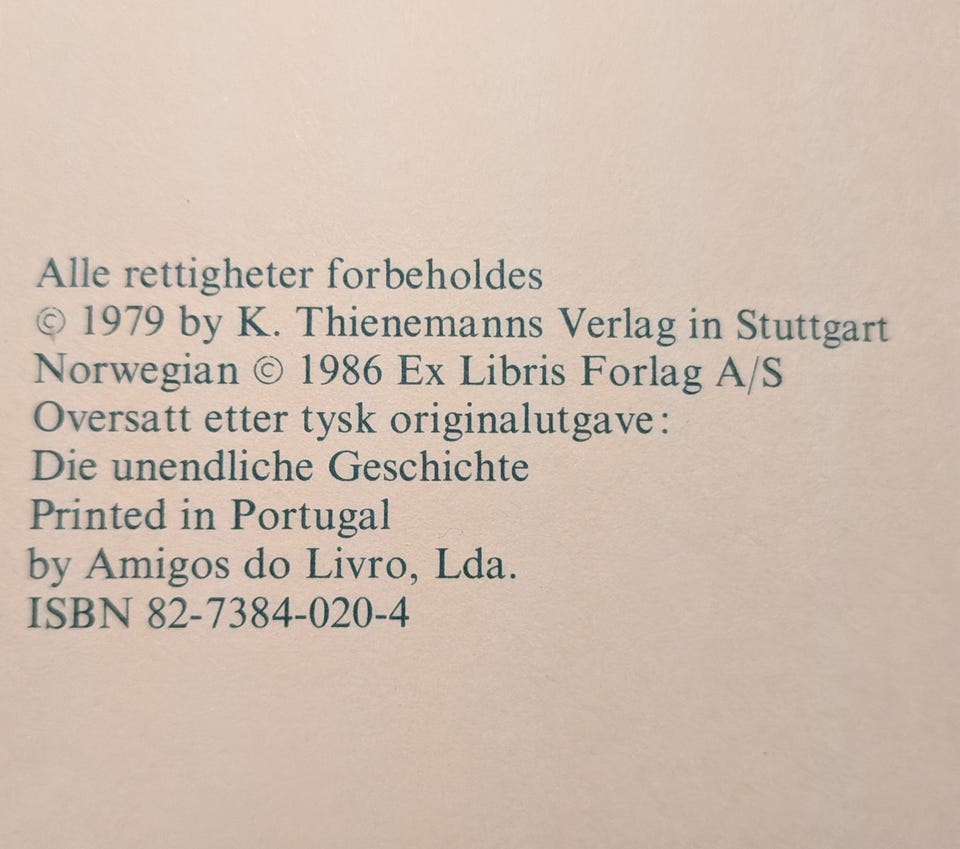 Alle rettigheter forbeholdes
© 1979 by K. Thienemanns Verlag in Stuttgart
Norwegian © 1986 Ex Libris Forlag A/S
Oversatt etter tysk originalutgave:
Die unendliche Geschichte
Printed in Portugal
by Amigos do Livro, Lda.
ISBN 82-7384-020-4